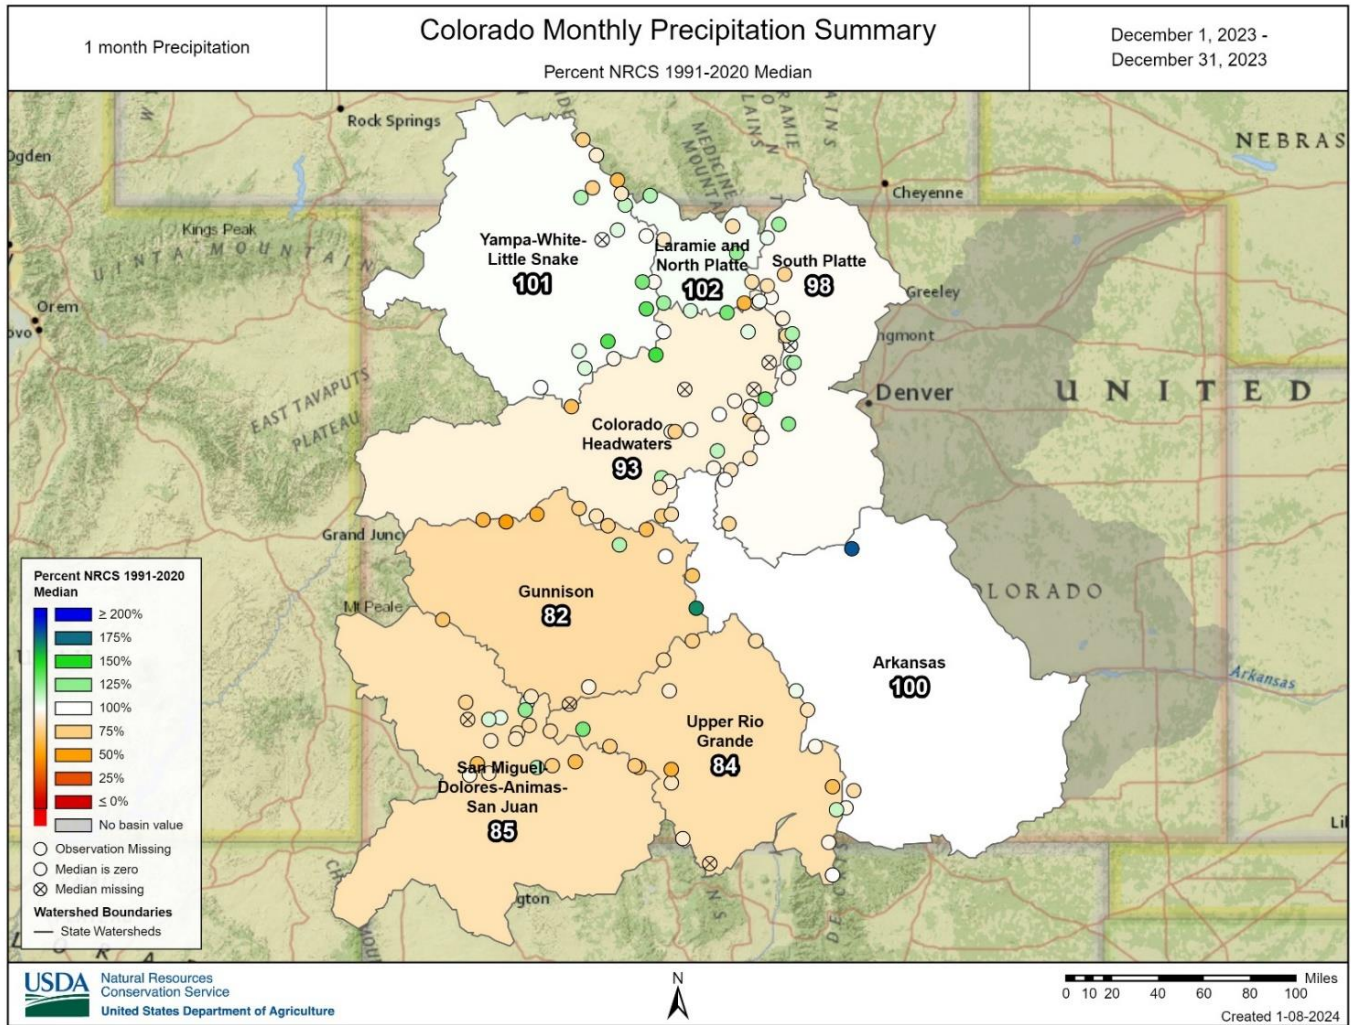 1 month Precipitation
Colorado Monthly Precipitation Summary
Percent NRCS 1991-2020 Median
December 1, 2023 -
December 31, 2023
Rock Springs
MEDICINE
NEBRAS
Ogden
Cheyenne
Kings Peak
UINTA MOUNTAIN
Yampa-White-
Little Snake
101
Laramie and
North Platte
102
South Platte
98
Orem
Greeley
ngmont
EAST TAVAPUTS
PLATEAU
Denver
UNITED
Colorado
Headwaters
93
Grand Junc
Gunnison
82
OLORADO
Mt Peale
Arkansas
100
Arkansas
Upper Rio
Grande
84
San Miguel-
Dolores-Animas-
San Juan
85
gton
Percent NRCS 1991-2020
Median
≥ 200%
175%
150%
125%
100%
75%
50%
25%
≤ 0%
No basin value
Observation Missing
Median is zero
Median missing
Watershed Boundaries
State Watersheds
USDA
Natural Resources
Conservation Service
United States Department of Agriculture
N
Miles
0 10 20 40 60 80 100
Created 1-08-2024